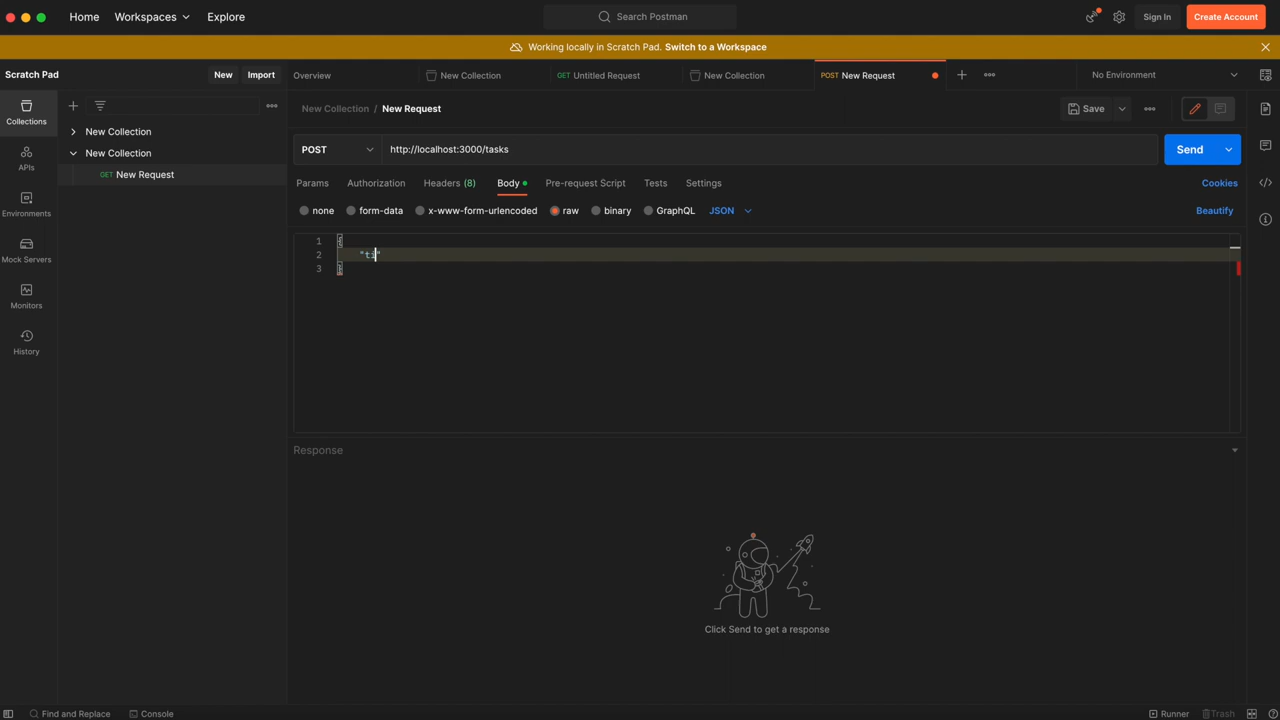 Home Workspaces Explore Search Postman Sign In Create Account
Working locally in Scratch Pad. Switch to a Workspace
Scratch Pad New Import Overview New Collection GET Untitled Request New Collection POST New Request No Environment
Collections
APIs
Environments
Mock Servers
Monitors
History
New Collection
New Collection
GET New Request
New Collection / New Request Save
POST http://localhost:3000/tasks Send
Params Authorization Headers (8) Body Pre-request Script Tests Settings Cookies
none form-data x-www-form-urlencoded raw binary GraphQL JSON Beautify
1 {
2 "ti"
3 }
Response
Click Send to get a response
Find and Replace Console Runner Trash